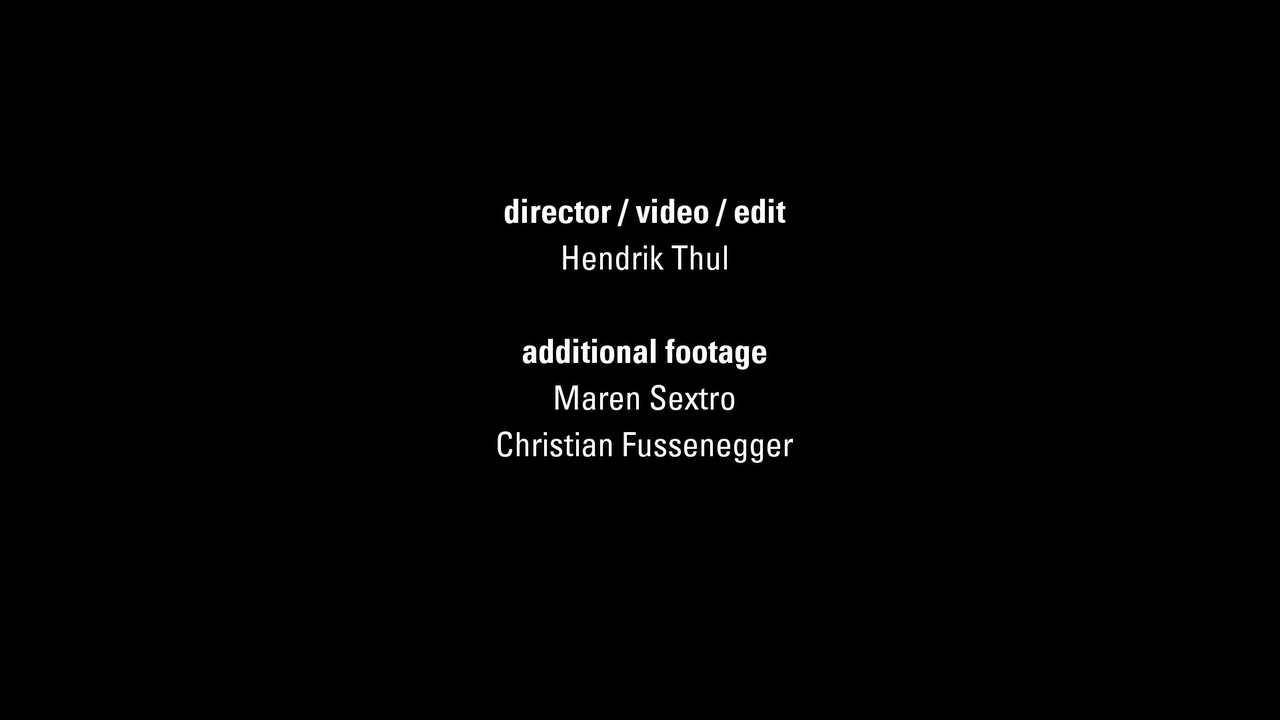 director / video / edit
Hendrik Thul
additional footage
Maren Sextro
Christian Fussenegger